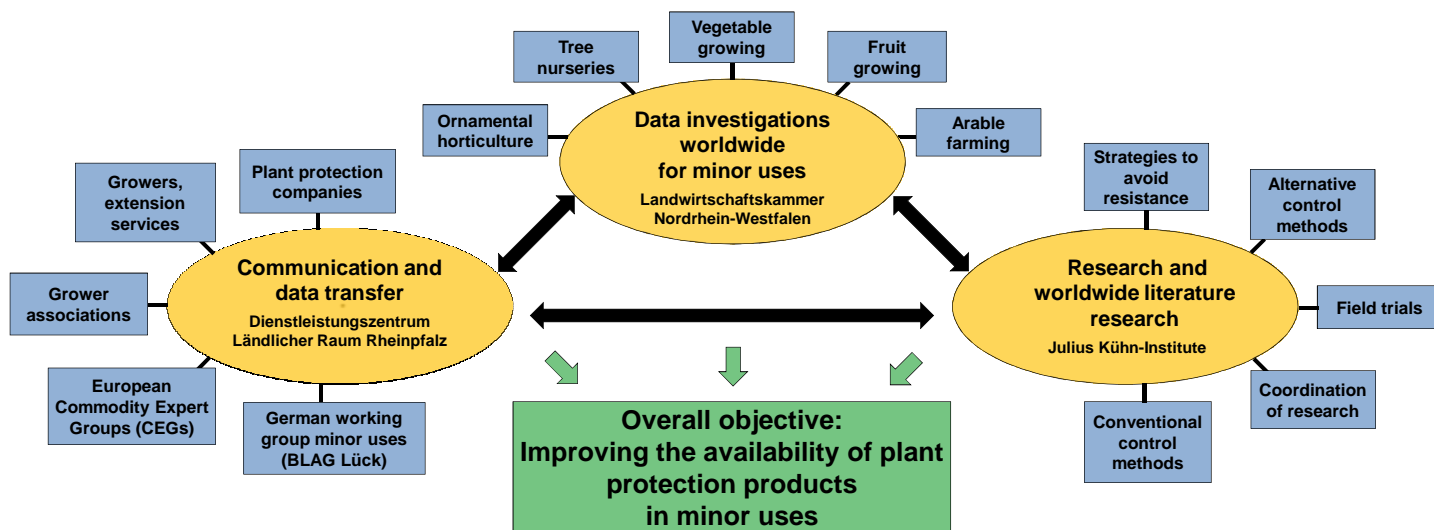 Vegetable
growing
Tree
nurseries
Fruit
growing
Ornamental
horticulture
Data investigations
worldwide
for minor uses
Landwirtschaftskammer
Nordrhein-Westfalen
Arable
farming
Growers,
extension
services
Plant protection
companies
Communication and
data transfer
Dienstleistungszentrum
Ländlicher Raum Rheinpfalz
Grower
associations
European
Commodity Expert
Groups (CEGs)
German working
group minor uses
(BLAG Lück)
Strategies to
avoid
resistance
Alternative
control
methods
Research and
worldwide literature
research
Julius Kühn-Institute
Field trials
Coordination
of research
Conventional
control
methods
Overall objective:
Improving the availability of plant
protection products
in minor uses